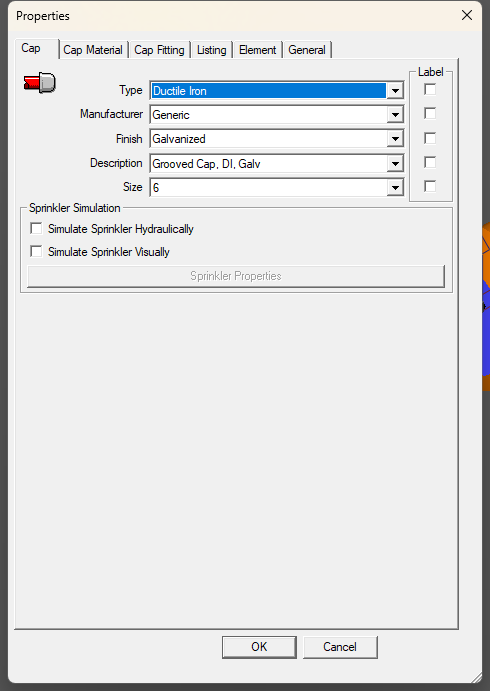 Properties
Cap Cap Material Cap Fitting Listing Element General
Label
Type Ductile Iron
Manufacturer Generic
Finish Galvanized
Description Grooved Cap, DI, Galv
Size 6
Sprinkler Simulation
Simulate Sprinkler Hydraulically
Simulate Sprinkler Visually
Sprinkler Properties
OK Cancel